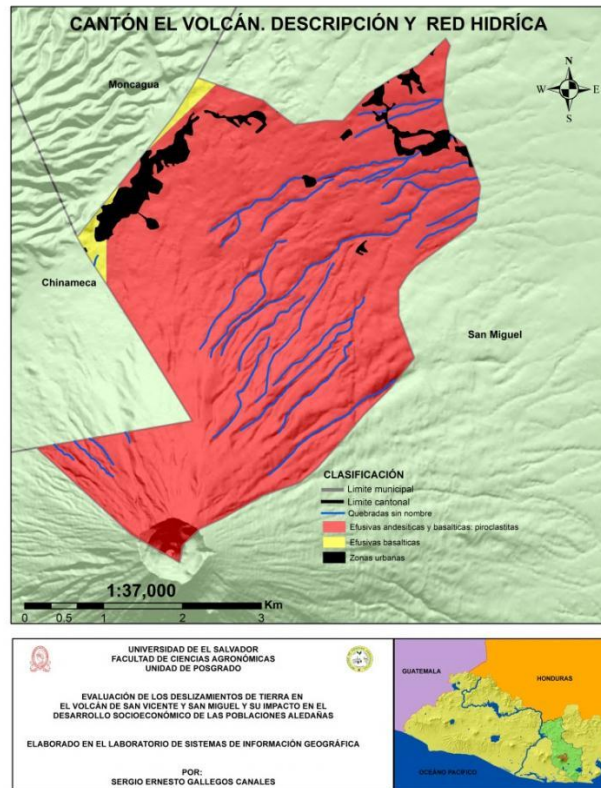 CANTÓN EL VOLCÁN. DESCRIPCIÓN Y RED HIDRÍCA
Moncagua
N
W E
S
Chinameca
San Miguel
CLASIFICACIÓN
Limite municipal
Limite cantonal
Quebradas sin nombre
Efusivas andesíticas y basálticas: piroclastitas
Efusivas basálticas
Zonas urbanas
1:37,000
Km
0 0.5 1 2 3
UNIVERSIDAD DE EL SALVADOR
FACULTAD DE CIENCIAS AGRONÓMICAS
UNIDAD DE POSGRADO
EVALUACIÓN DE LOS DESLIZAMIENTOS DE TIERRA EN
EL VOLCÁN DE SAN VICENTE Y SAN MIGUEL Y SU IMPACTO EN EL
DESARROLLO SOCIOECONÓMICO DE LAS POBLACIONES ALEDAÑAS
ELABORADO EN EL LABORATORIO DE SISTEMAS DE INFORMACIÓN GEOGRÁFICA
POR:
SERGIO ERNESTO GALLEGOS CANALES
GUATEMALA
HONDURAS
OCEÁNO PACÍFICO